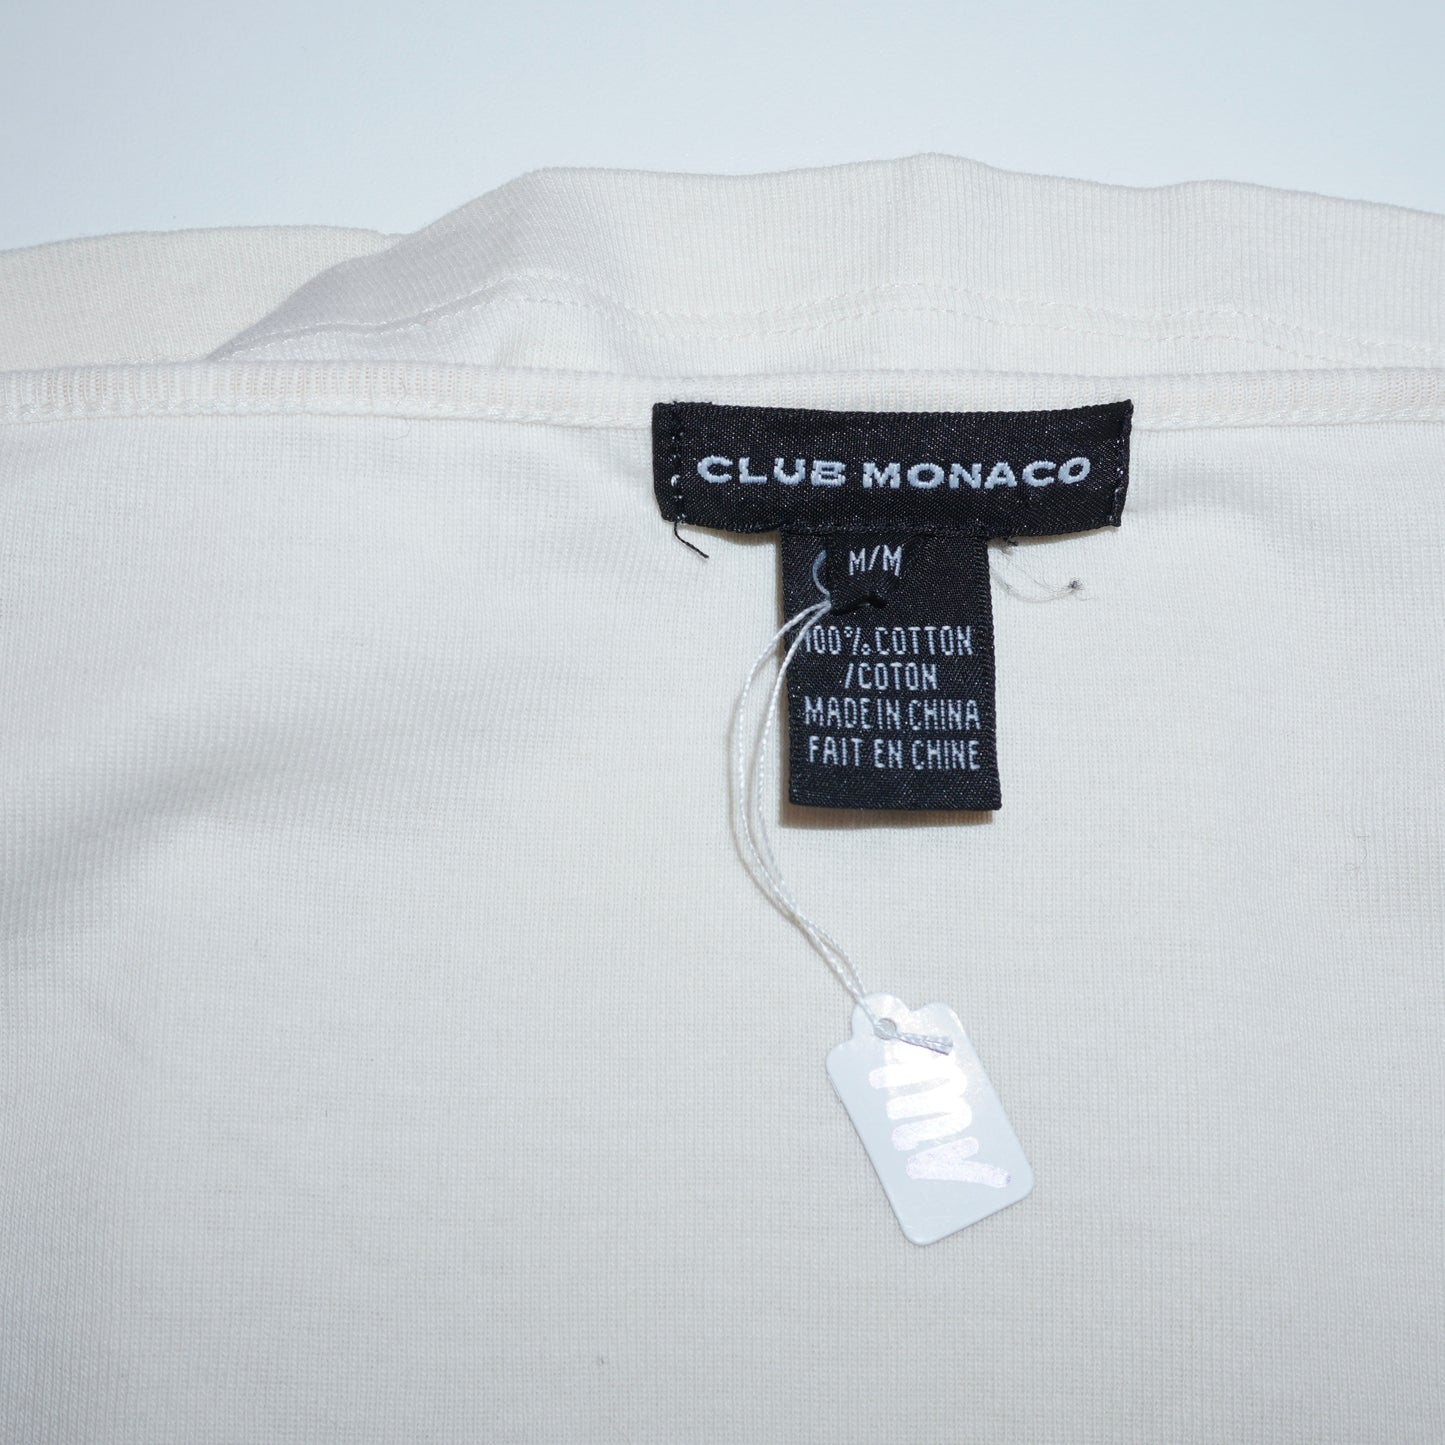 CLUB MONACO
M/M
100% COTTON
/COTON
MADE IN CHINA
FAIT EN CHINE